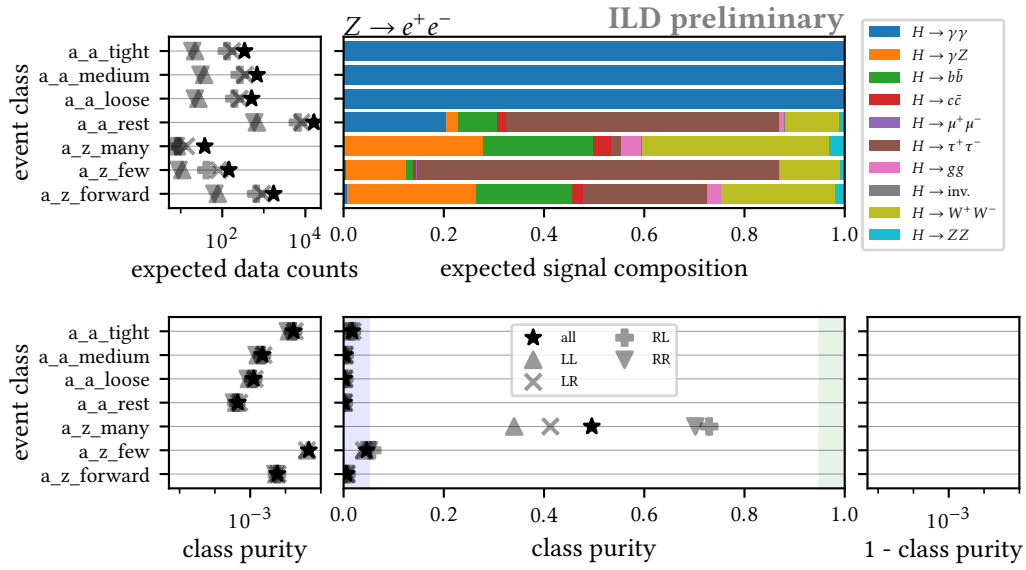 Z → e⁺e⁻
ILD preliminary
event class
a_a_tight
a_a_medium
a_a_loose
a_a_rest
a_z_many
a_z_few
a_z_forward
10² 10⁴
expected data counts
0.0 0.2 0.4 0.6 0.8 1.0
expected signal composition
H → γγ
H → γZ
H → bb̄
H → cc̄
H → μ⁺μ⁻
H → τ⁺τ⁻
H → gg
H → inv.
H → W⁺W⁻
H → ZZ
event class
a_a_tight
a_a_medium
a_a_loose
a_a_rest
a_z_many
a_z_few
a_z_forward
all
LL
LR
RL
RR
10⁻³
class purity
0.0 0.2 0.4 0.6 0.8 1.0
class purity
10⁻³
1 - class purity